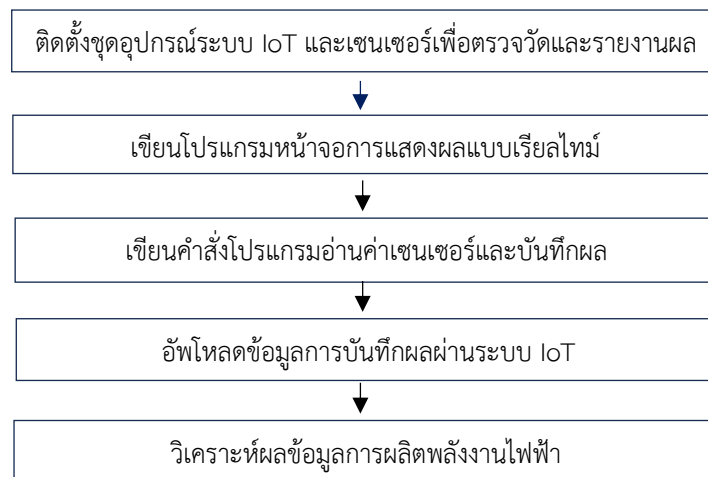 ติดตั้งชุดอุปกรณ์ระบบ IoT และเซนเซอร์เพื่อตรวจวัดและรายงานผล
เขียนโปรแกรมหน้าจอการแสดงผลแบบเรียลไทม์
เขียนคำสั่งโปรแกรมอ่านค่าเซนเซอร์และบันทึกผล
อัพโหลดข้อมูลการบันทึกผลผ่านระบบ IoT
วิเคราะห์ผลข้อมูลการผลิตพลังงานไฟฟ้า